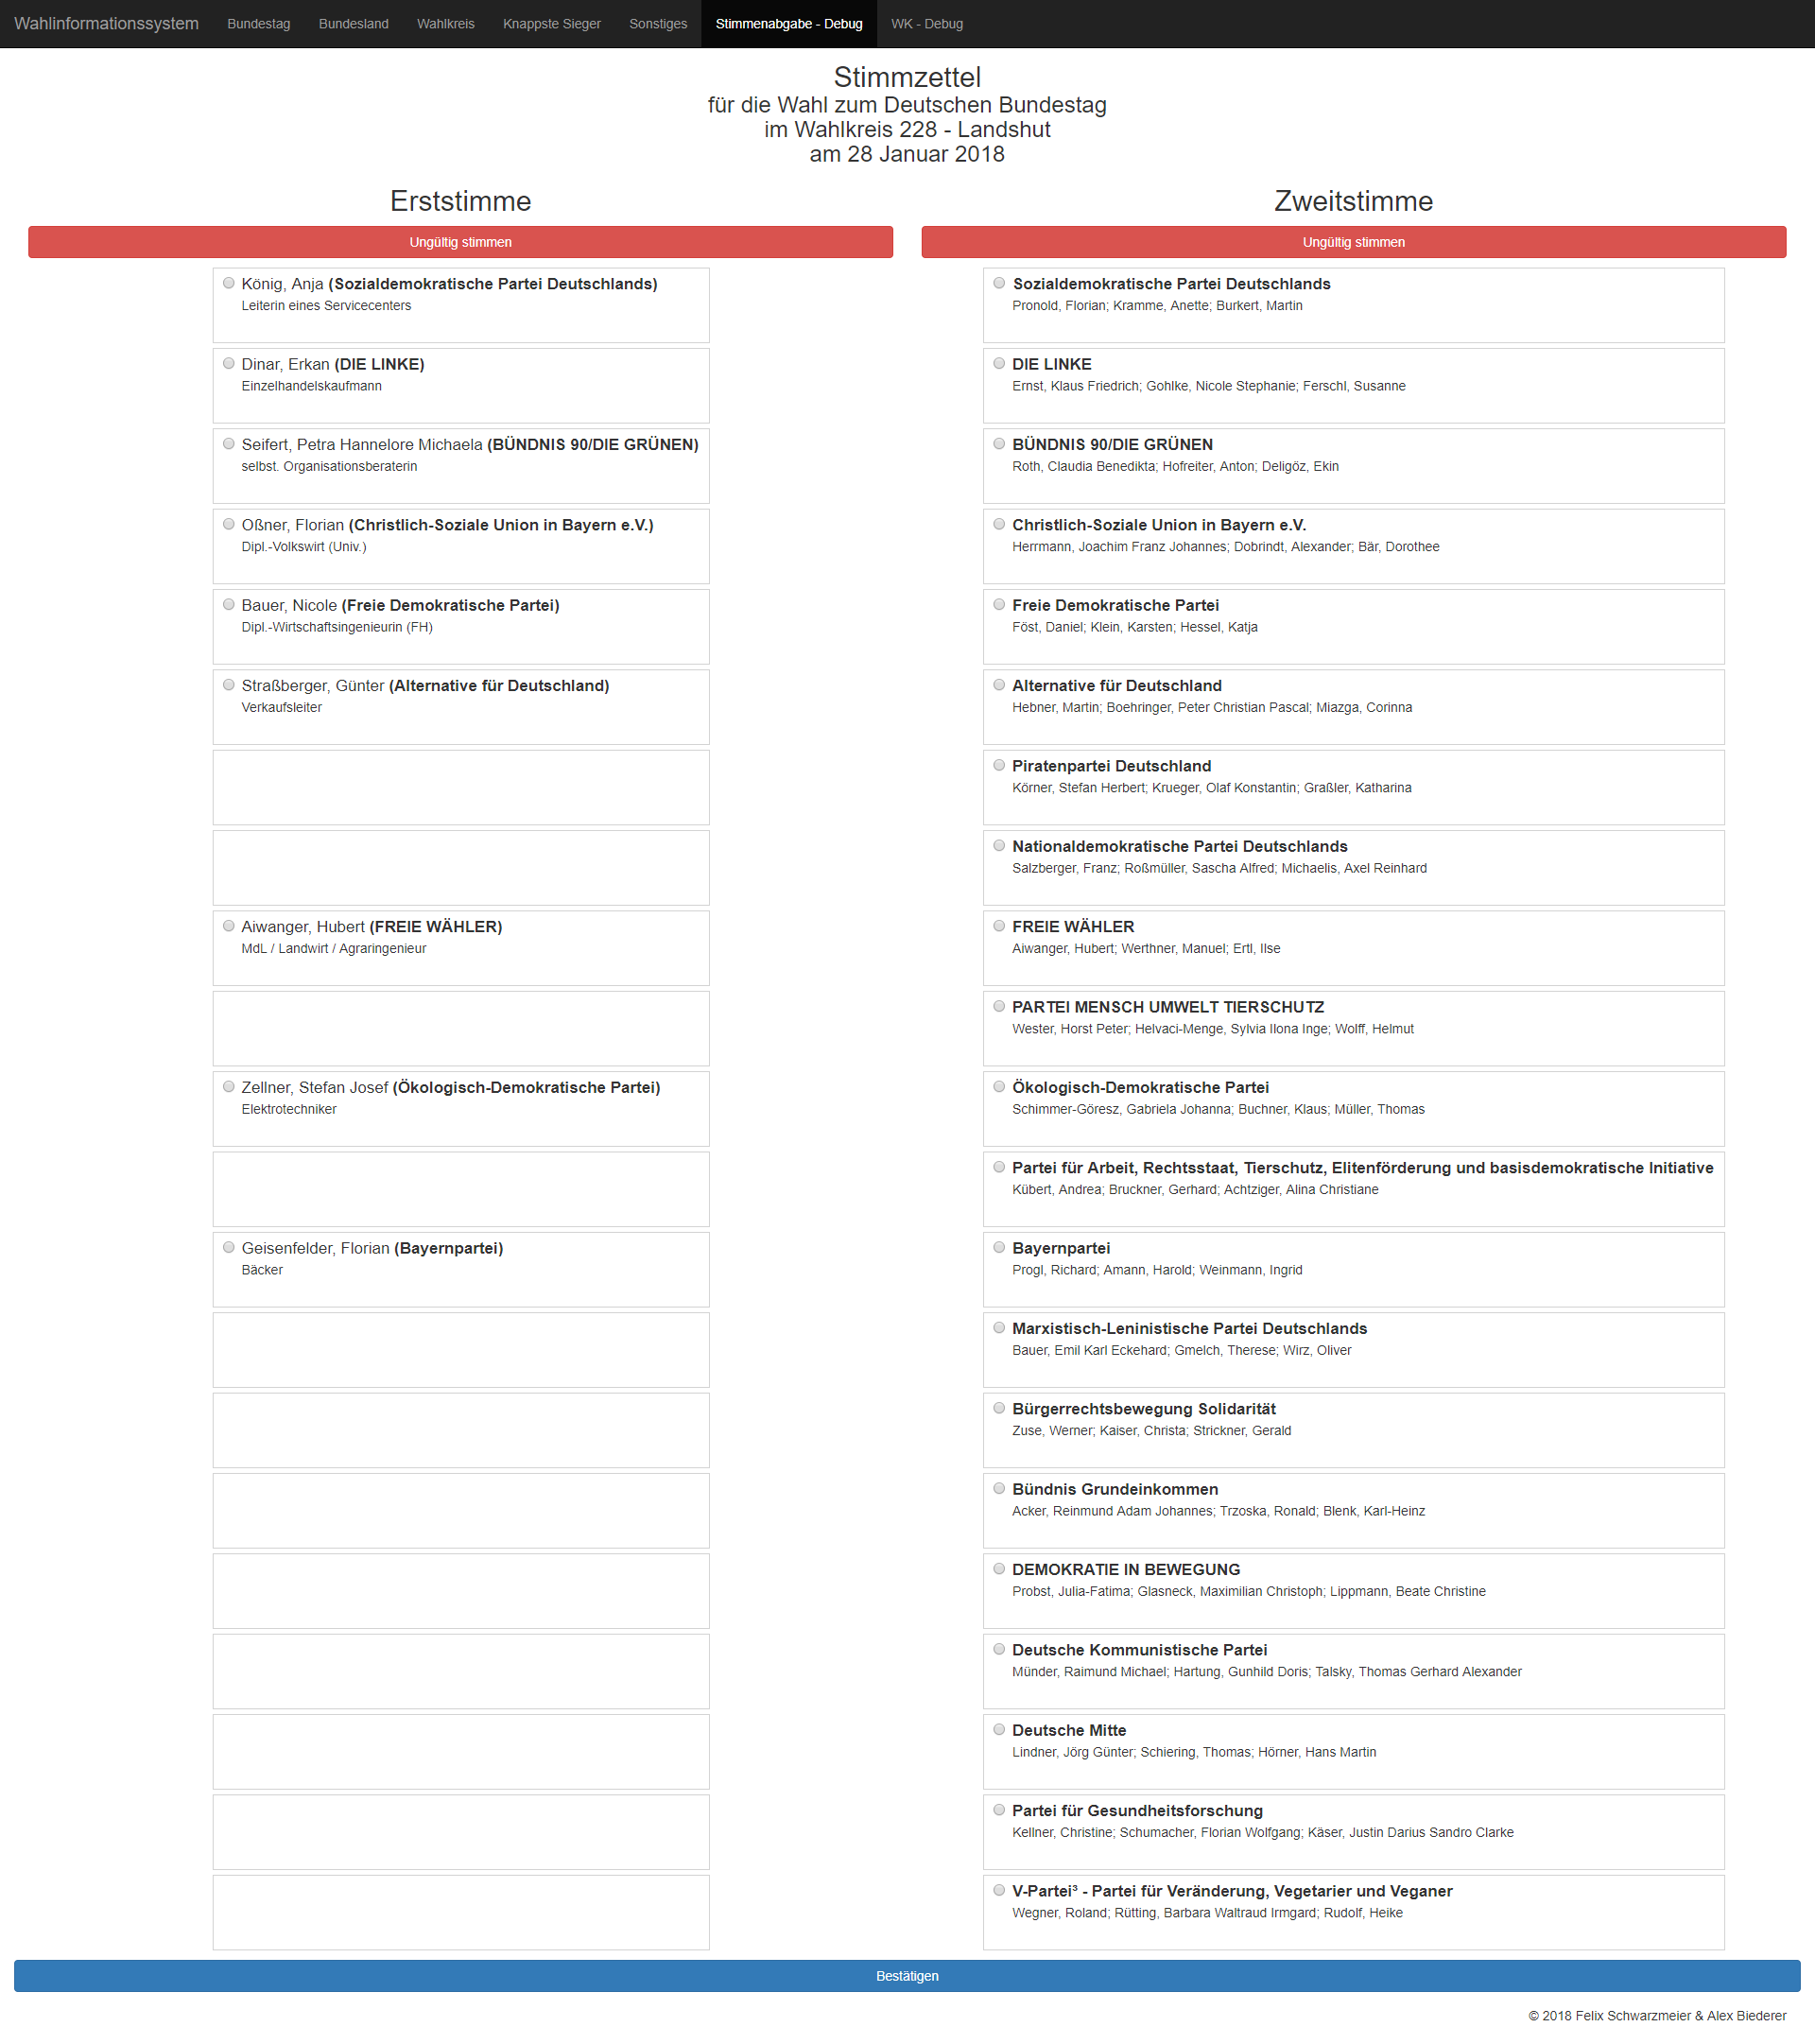 Wahlinformationssystem Bundestag Bundesland Wahlkreis Knappste Sieger Sonstiges Stimmenabgabe - Debug WK - Debug
Stimmzettel
für die Wahl zum Deutschen Bundestag
im Wahlkreis 228 - Landshut
am 28 Januar 2018
Erststimme
Ungültig stimmen
König, Anja (Sozialdemokratische Partei Deutschlands)
Leiterin eines Servicecenters
Dinar, Erkan (DIE LINKE)
Einzelhandelskaufmann
Seifert, Petra Hannelore Michaela (BÜNDNIS 90/DIE GRÜNEN)
selbst. Organisationsberaterin
Oßner, Florian (Christlich-Soziale Union in Bayern e.V.)
Dipl.-Volkswirt (Univ.)
Bauer, Nicole (Freie Demokratische Partei)
Dipl.-Wirtschaftsingenieurin (FH)
Straßberger, Günter (Alternative für Deutschland)
Verkaufsleiter
Aiwanger, Hubert (FREIE WÄHLER)
MdL / Landwirt / Agraringenieur
Zellner, Stefan Josef (Ökologisch-Demokratische Partei)
Elektrotechniker
Geisenfelder, Florian (Bayernpartei)
Bäcker
Zweitstimme
Ungültig stimmen
Sozialdemokratische Partei Deutschlands
Pronold, Florian; Kramme, Anette; Burkert, Martin
DIE LINKE
Ernst, Klaus Friedrich; Gohlke, Nicole Stephanie; Ferschl, Susanne
BÜNDNIS 90/DIE GRÜNEN
Roth, Claudia Benedikta; Hofreiter, Anton; Deligöz, Ekin
Christlich-Soziale Union in Bayern e.V.
Herrmann, Joachim Franz Johannes; Dobrindt, Alexander; Bär, Dorothee
Freie Demokratische Partei
Föst, Daniel; Klein, Karsten; Hessel, Katja
Alternative für Deutschland
Hebner, Martin; Boehringer, Peter Christian Pascal; Miazga, Corinna
Piratenpartei Deutschland
Körner, Stefan Herbert; Krueger, Olaf Konstantin; Graßler, Katharina
Nationaldemokratische Partei Deutschlands
Salzberger, Franz; Roßmüller, Sascha Alfred; Michaelis, Axel Reinhard
FREIE WÄHLER
Aiwanger, Hubert; Werthner, Manuel; Ertl, Ilse
PARTEI MENSCH UMWELT TIERSCHUTZ
Wester, Horst Peter; Helvaci-Menge, Sylvia Ilona Inge; Wolff, Helmut
Ökologisch-Demokratische Partei
Schimmer-Göresz, Gabriela Johanna; Buchner, Klaus; Müller, Thomas
Partei für Arbeit, Rechtsstaat, Tierschutz, Elitenförderung und basisdemokratische Initiative
Kübert, Andrea; Bruckner, Gerhard; Achtziger, Alina Christiane
Bayernpartei
Progl, Richard; Amann, Harold; Weinmann, Ingrid
Marxistisch-Leninistische Partei Deutschlands
Bauer, Emil Karl Eckehard; Gmelch, Therese; Wirz, Oliver
Bürgerrechtsbewegung Solidarität
Zuse, Werner; Kaiser, Christa; Strickner, Gerald
Bündnis Grundeinkommen
Acker, Reinmund Adam Johannes; Trzoska, Ronald; Blenk, Karl-Heinz
DEMOKRATIE IN BEWEGUNG
Probst, Julia-Fatima; Glasneck, Maximilian Christoph; Lippmann, Beate Christine
Deutsche Kommunistische Partei
Münder, Raimund Michael; Hartung, Gunhild Doris; Talsky, Thomas Gerhard Alexander
Deutsche Mitte
Lindner, Jörg Günter; Schiering, Thomas; Hörner, Hans Martin
Partei für Gesundheitsforschung
Kellner, Christine; Schumacher, Florian Wolfgang; Käser, Justin Darius Sandro Clarke
V-Partei³ - Partei für Veränderung, Vegetarier und Veganer
Wegner, Roland; Rütting, Barbara Waltraud Irmgard; Rudolf, Heike
Bestätigen
© 2018 Felix Schwarzmeier & Alex Biederer